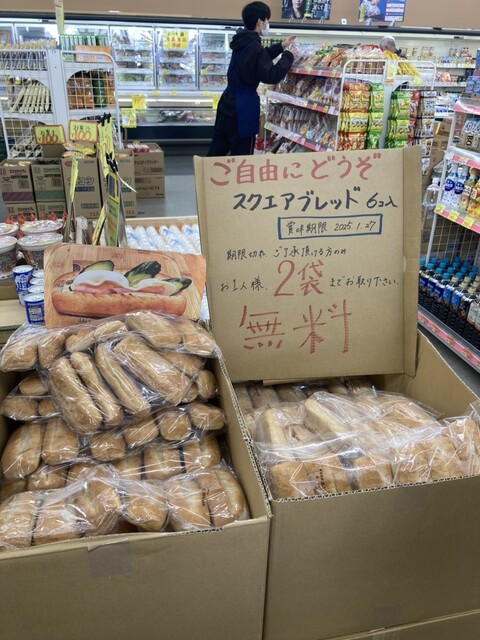 ご自由にどうぞ
スクエアブレッド 6コ入
賞味期限 2025.1.27
期限切れ ご了承頂ける方のみ
お1人様、2袋までお取り下さい。
無料